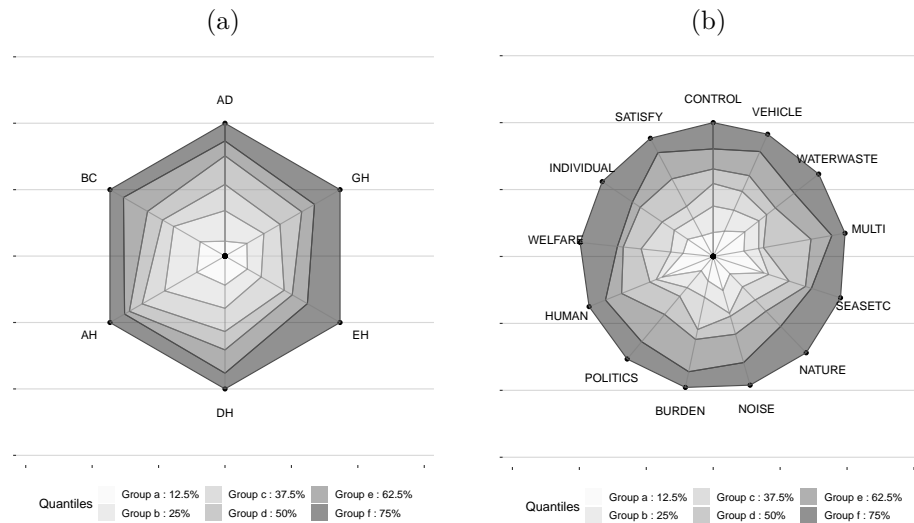 (a)
(b)
AD
BC
GH
AH
EH
DH
Quantiles
Group a : 12.5%
Group c : 37.5%
Group e : 62.5%
Group b : 25%
Group d : 50%
Group f : 75%
CONTROL
SATISFY
VEHICLE
WATERWASTE
INDIVIDUAL
MULTI
WELFARE
SEASETC
HUMAN
NATURE
POLITICS
NOISE
BURDEN
Quantiles
Group a : 12.5%
Group c : 37.5%
Group e : 62.5%
Group b : 25%
Group d : 50%
Group f : 75%